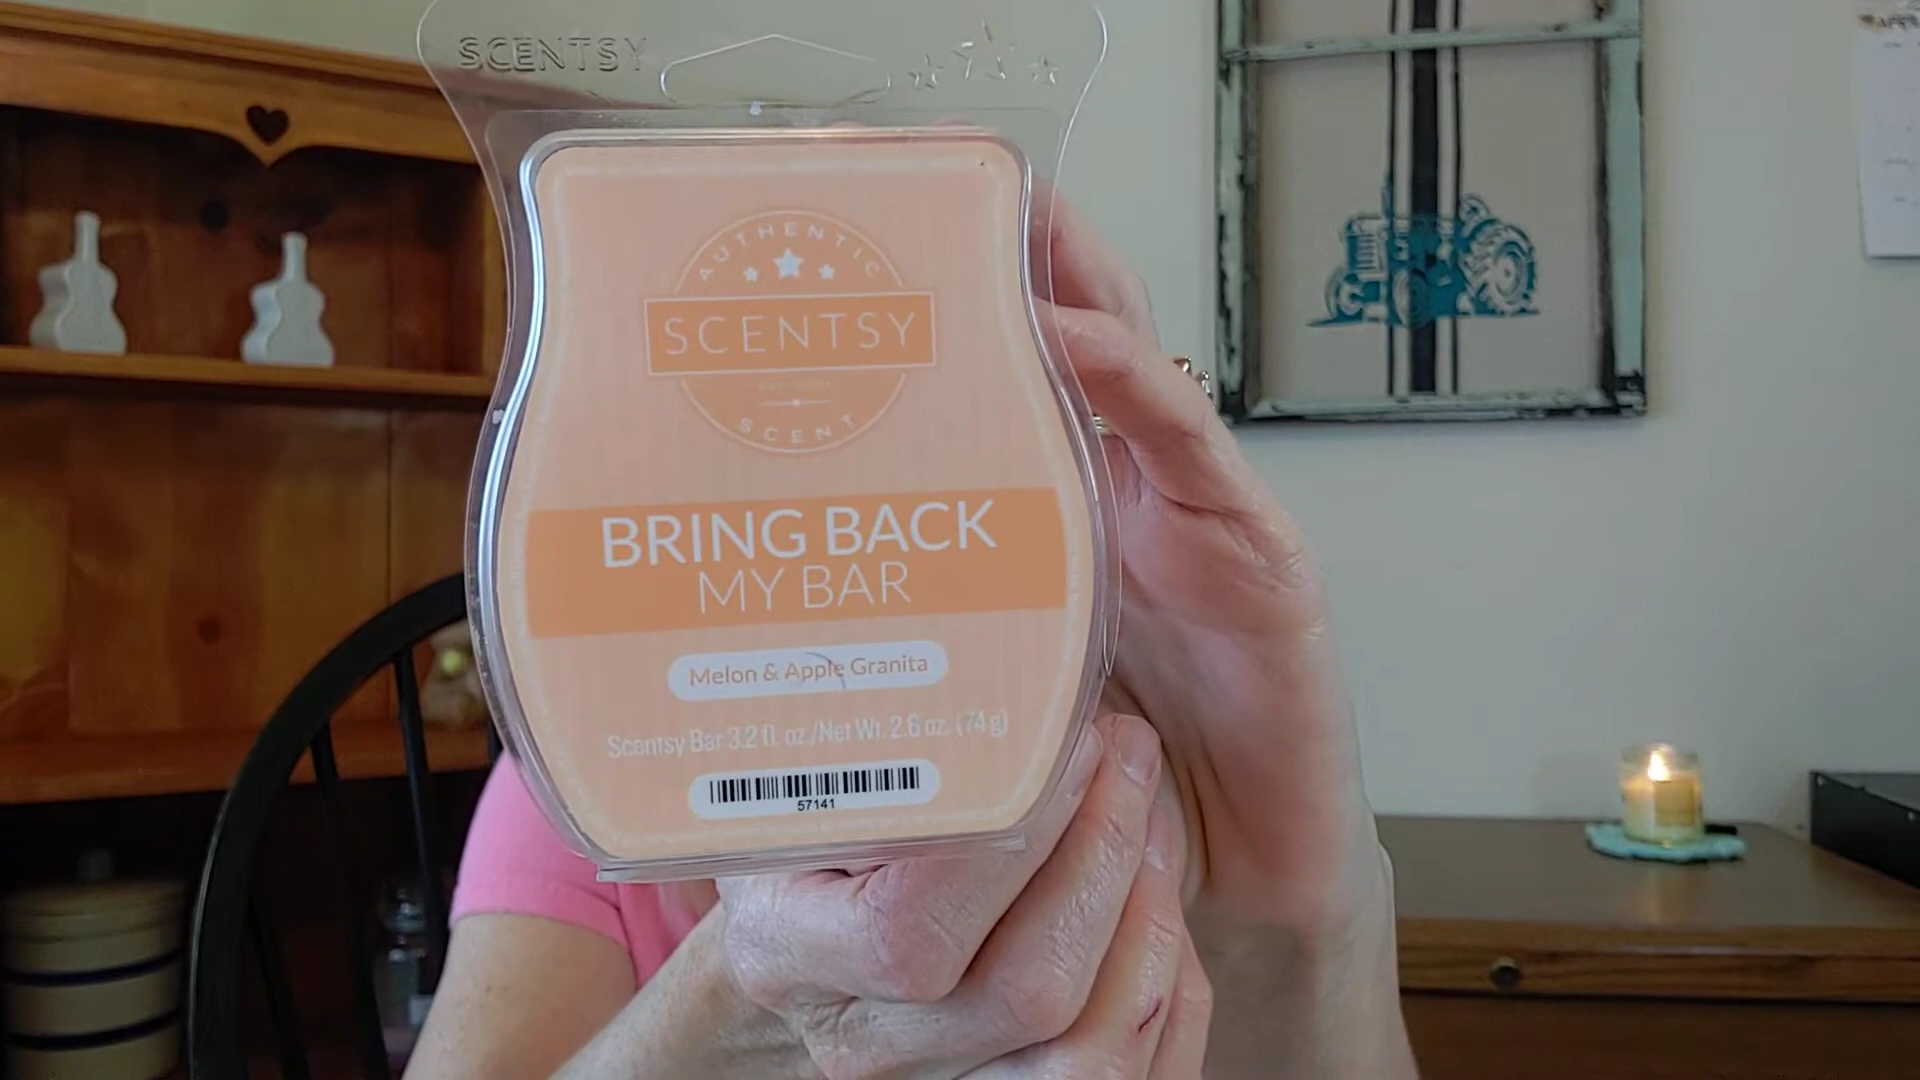 SCENTSY
AUTHENTIC
SCENTSY
SCENT
BRING BACK
MY BAR
Melon & Apple Granita
Scentsy Bar 3.2 fl. oz./Net Wt. 2.6 oz. (74 g)
57141